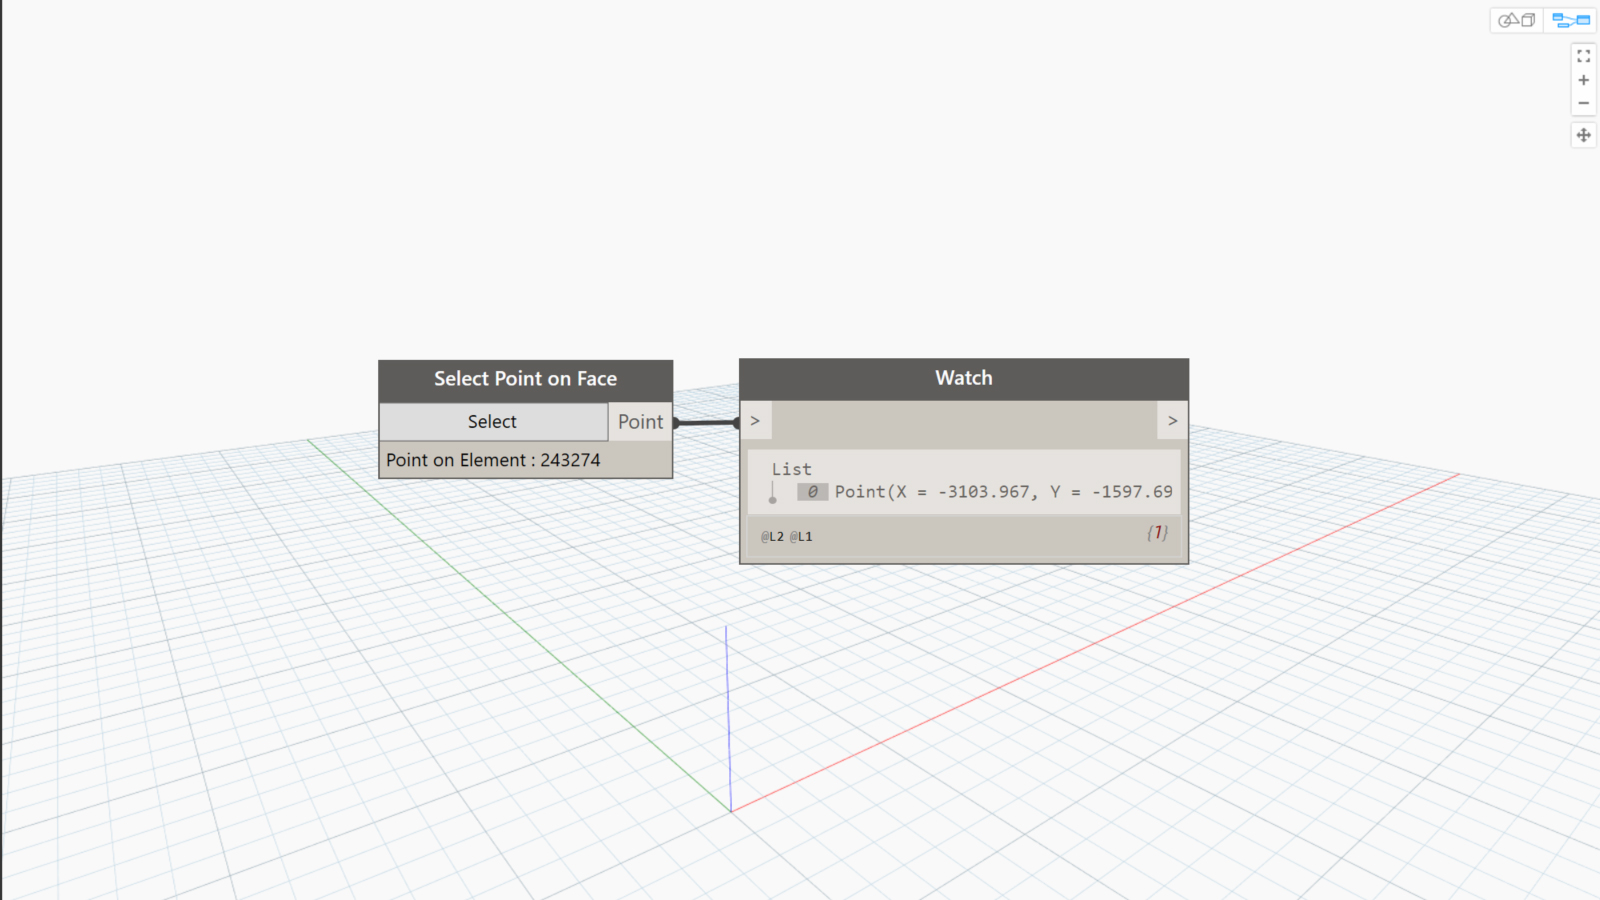 Select Point on Face
Select
Point
Point on Element : 243274
Watch
>
>
List
0 Point(X = -3103.967, Y = -1597.69
@L2 @L1
{1}